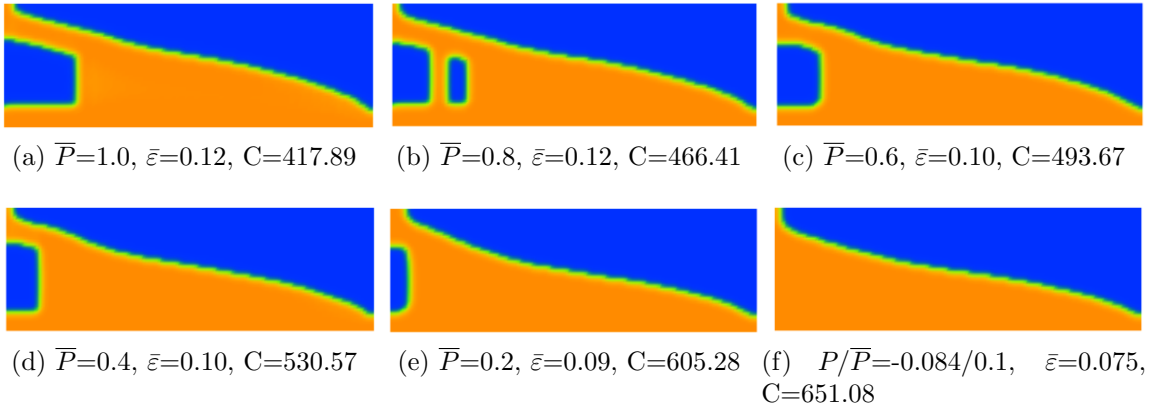 (a) P̅=1.0, ε̄=0.12, C=417.89
(b) P̅=0.8, ε̄=0.12, C=466.41
(c) P̅=0.6, ε̄=0.10, C=493.67
(d) P̅=0.4, ε̄=0.10, C=530.57
(e) P̅=0.2, ε̄=0.09, C=605.28
(f) P/P̅=-0.084/0.1, ε̄=0.075,
C=651.08